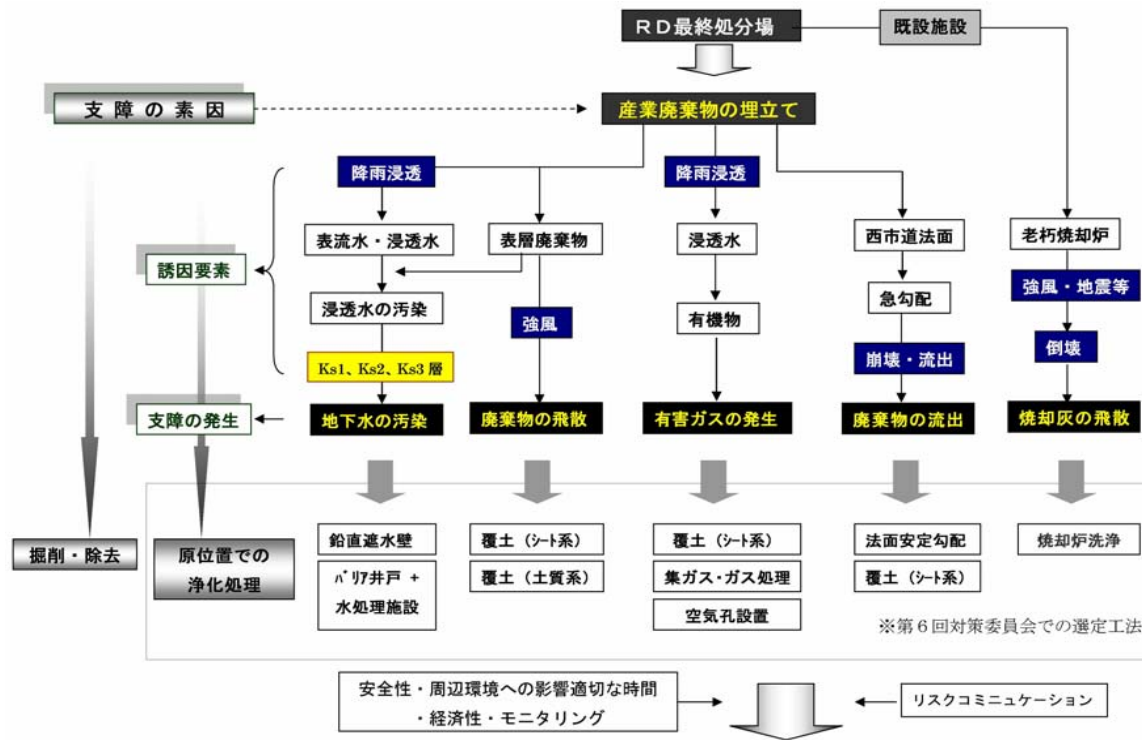 ＲＤ最終処分場
既設施設
支障の素因
産業廃棄物の埋立て
降雨浸透
降雨浸透
表流水・浸透水
表層廃棄物
浸透水
西市道法面
老朽焼却炉
誘因要素
浸透水の汚染
強風
有機物
急勾配
強風・地震等
Ks1、Ks2、Ks3 層
崩壊・流出
倒壊
支障の発生
地下水の汚染
廃棄物の飛散
有害ガスの発生
廃棄物の流出
焼却灰の飛散
掘削・除去
原位置での
浄化処理
鉛直遮水壁
ﾊﾞﾘｱ井戸 +
水処理施設
覆土（ｼｰﾄ系）
覆土（土質系）
覆土（ｼｰﾄ系）
集ガス・ガス処理
空気孔設置
法面安定勾配
覆土（ｼｰﾄ系）
焼却炉洗浄
※第６回対策委員会での選定工法
安全性・周辺環境への影響適切な時間
・経済性・モニタリング
リスクコミニュケーション